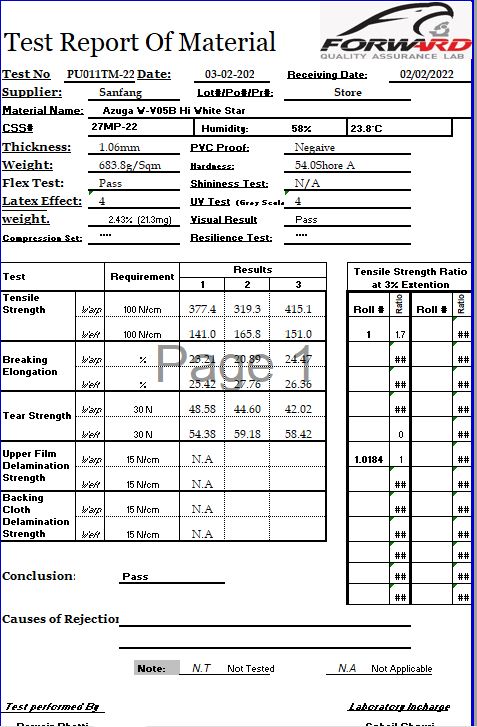 FORWARD
QUALITY ASSURANCE LAB
Test Report Of Material
Test No PU011TM-22 Date: 03-02-202 Receiving Date: 02/02/2022
Supplier: Sanfang Lot#/Po#/Pr#: Store
Material Name: Azuga W-V05B Hi White Star
CSS# 27MP-22 Humidity: 58% 23.8°C
Thickness: 1.06mm PVC Proof: Negaive
Weight: 683.8g/Sqm Hardness: 54.0Shore A
Flex Test: Pass Shininess Test: N/A
Latex Effect: 4 UV Test (Grey Scale 4
weight. 2.43% (21.3mg) Visual Result Pass
Compression Set: **** Resilience Test: ****
Test Requirement Results Tensile Strength Ratio
at 3% Extention
1 2 3 Roll # Ratio Roll # Ratio
Tensile Strength Warp 100 N/cm 377.4 319.3 415.1
Weft 100 N/cm 141.0 165.8 151.0 1 1.7 ##
Breaking Elongation Warp % 23.21 20.89 24.47 ## ##
Weft % 25.42 27.76 26.36 ## ##
Page 1
Tear Strength Warp 30 N 48.58 44.60 42.02 ## ##
Weft 30 N 54.38 59.18 58.42 0 ##
Upper Film Delamination Strength Warp 15 N/cm N.A 1.0184 1 ##
Weft 15 N/cm N.A ## ##
Backing Cloth Delamination Strength Warp 15 N/cm N.A ## ##
Weft 15 N/cm N.A ## ##
## ##
Conclusion: Pass ## ##
## ##
Causes of Rejection
Note: N.T Not Tested N.A Not Applicable
Test performed By Laboratory Incharge